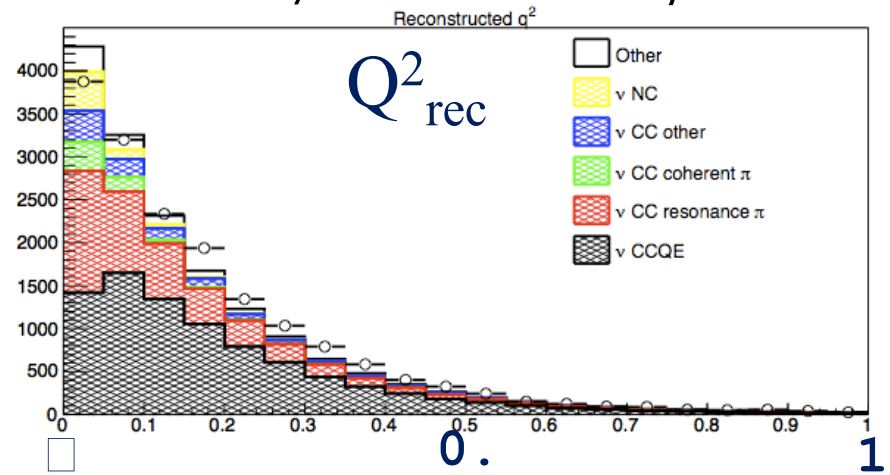 Reconstructed q²
Q²rec
Other
ν NC
ν CC other
ν CC coherent π
ν CC resonance π
ν CCQE
4000
3500
3000
2500
2000
1500
1000
500
0
0 0.1 0.2 0.3 0.4 0.5 0.6 0.7 0.8 0.9 1
0. 1